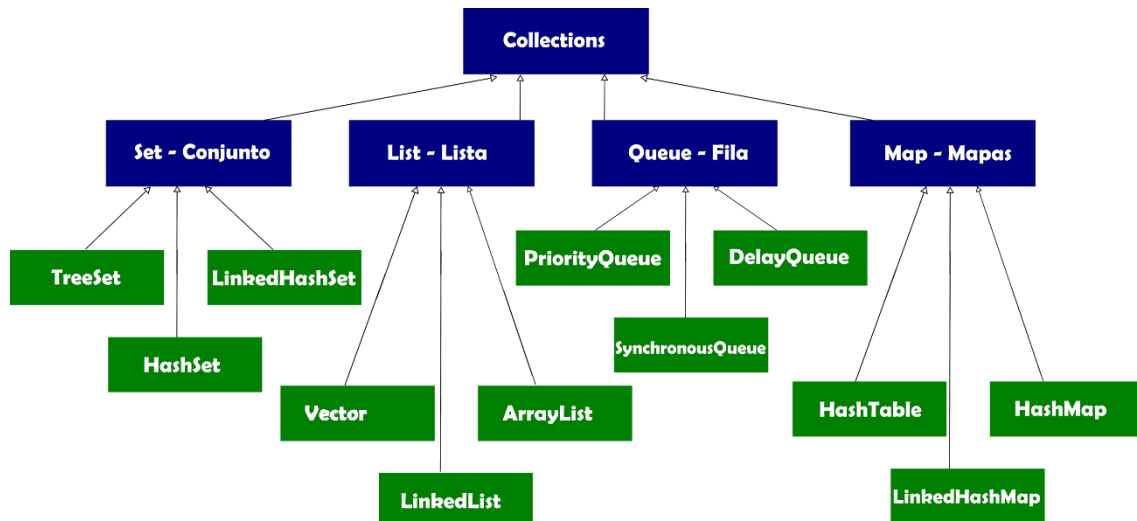 Collections
Set - Conjunto
List - Lista
Queue - Fila
Map - Mapas
TreeSet
LinkedHashSet
HashSet
Vector
ArrayList
LinkedList
PriorityQueue
DelayQueue
SynchronousQueue
HashTable
HashMap
LinkedHashMap